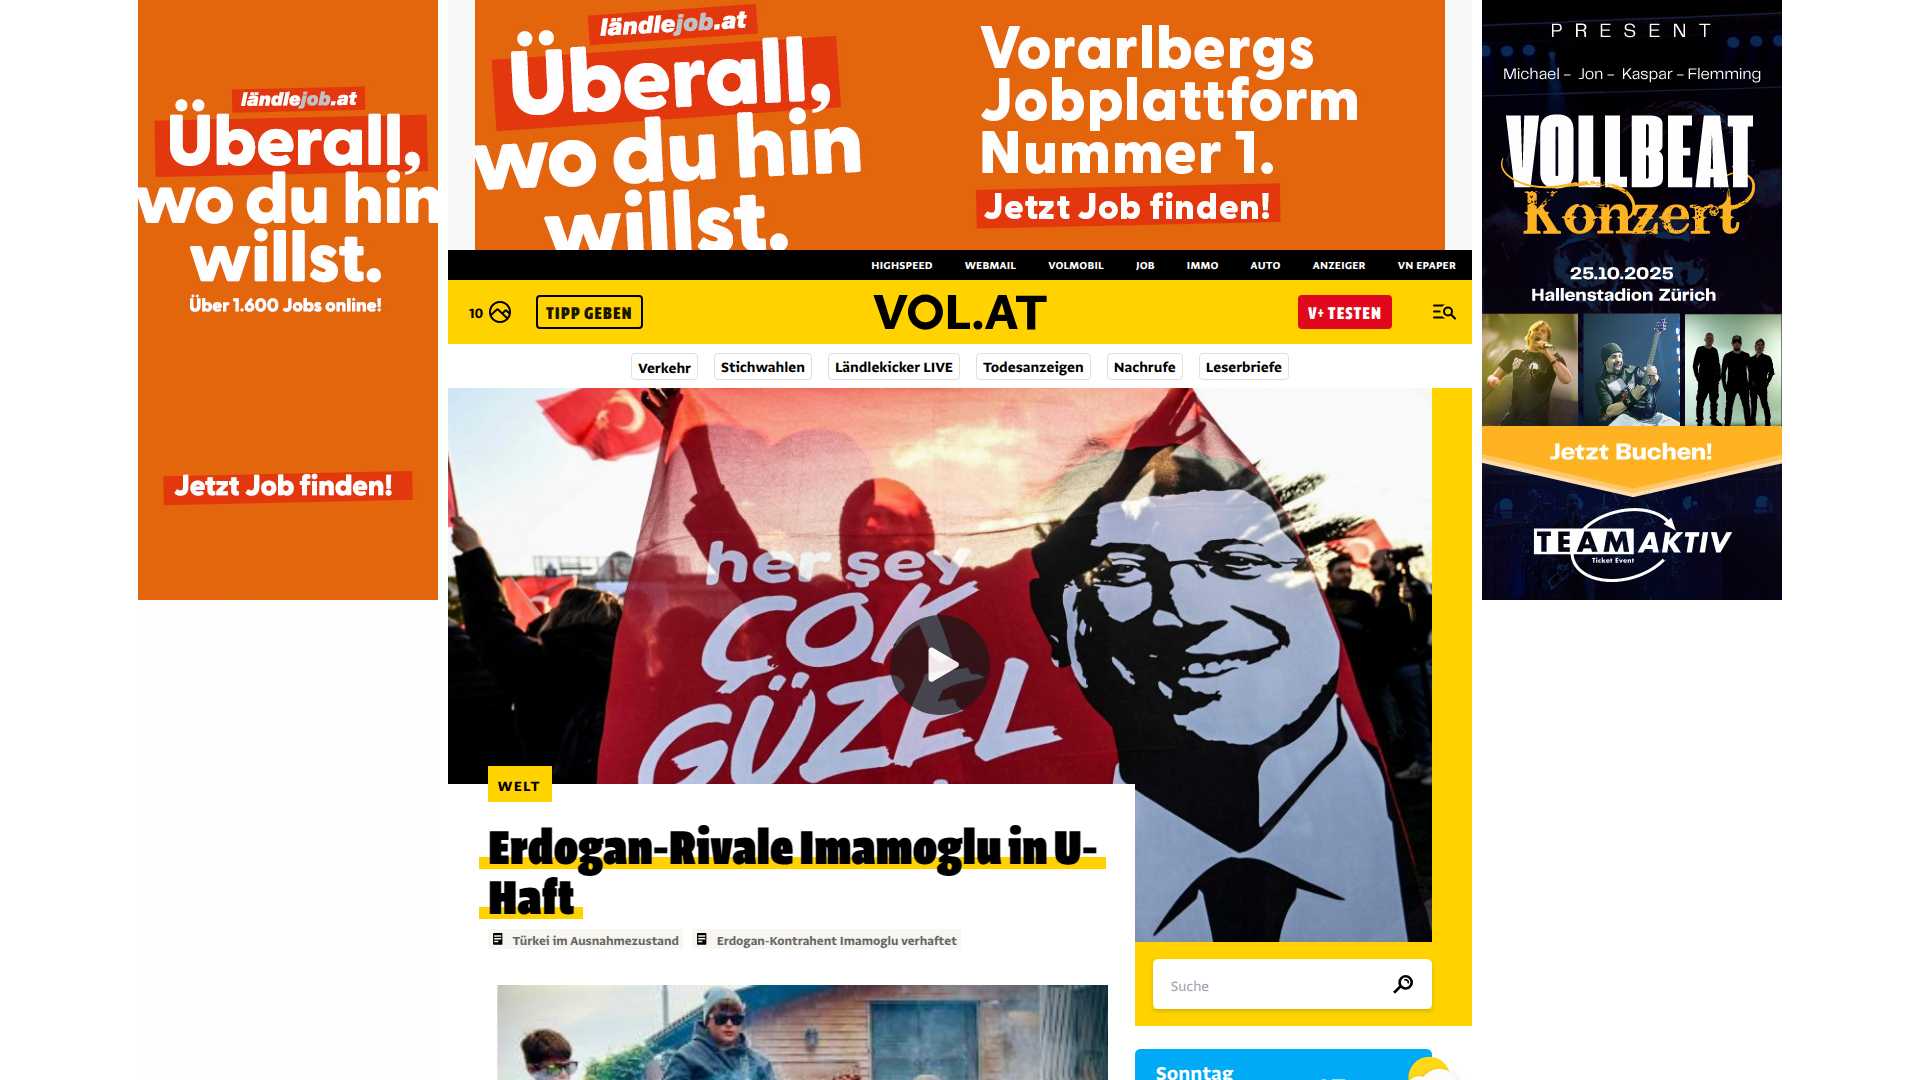 ländlejob.at
Überall,
wo du hin
willst.
Über 1.600 Jobs online!
Jetzt Job finden!
ländlejob.at
Überall,
wo du hin
willst.
Vorarlbergs
Jobplattform
Nummer 1.
Jetzt Job finden!
PRESENT
Michael – Jon – Kaspar – Flemming
VOLLBEAT
Konzert
25.10.2025
Hallenstadion Zürich
Jetzt Buchen!
TEAM AKTIV
Ticket Event
HIGHSPEED WEBMAIL VOLMOBIL JOB IMMO AUTO ANZEIGER VN EPAPER
10 TIPP GEBEN VOL.AT V+ TESTEN
Verkehr Stichwahlen Ländlekicker LIVE Todesanzeigen Nachrufe Leserbriefe
her şey
ÇOK
GÜZEL
WELT
Erdogan-Rivale Imamoglu in U-
Haft
Türkei im Ausnahmezustand Erdogan-Kontrahent Imamoglu verhaftet
Suche
Sonntag